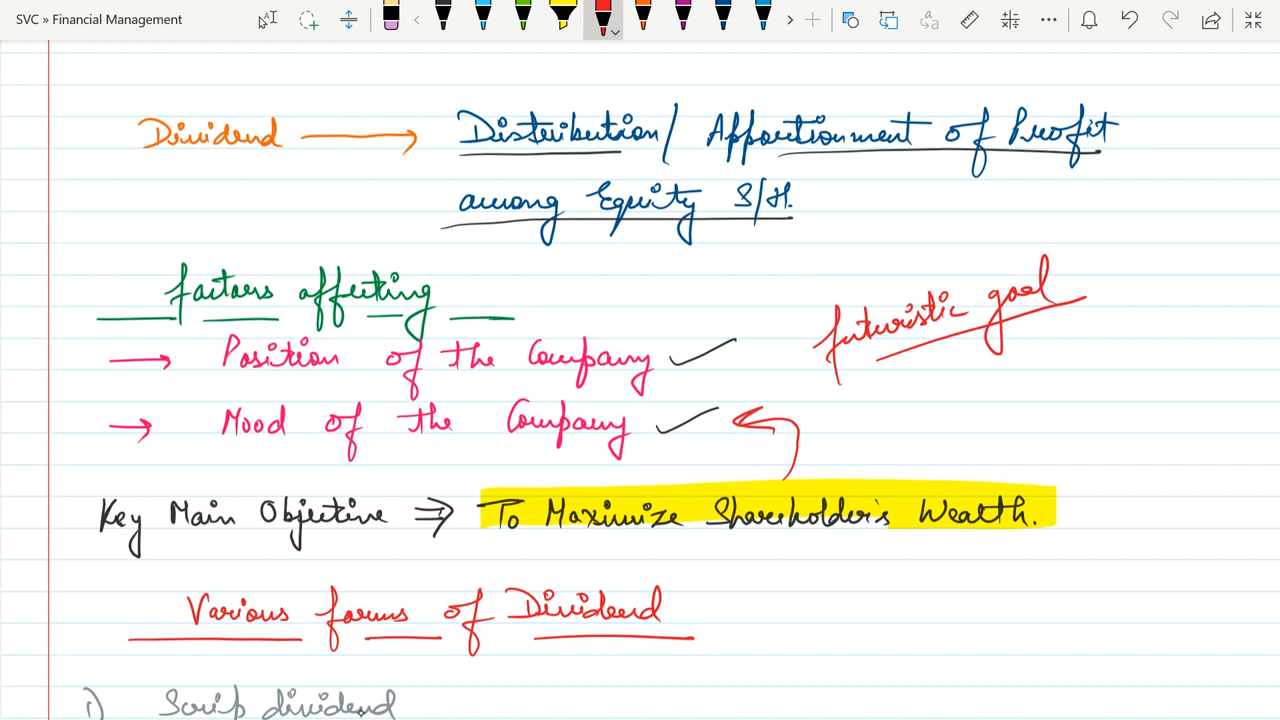 SVC » Financial Management
Dividend → Distribution/ Apportionment of Profit
among Equity S/H.
factors affecting
futuristic goal
→ Position of the Company ✓
→ Mood of the Company ✓
Key Main Objective ⇒ To Maximize Shareholder's Wealth.
Various forms of Dividend
1) Scrip dividend